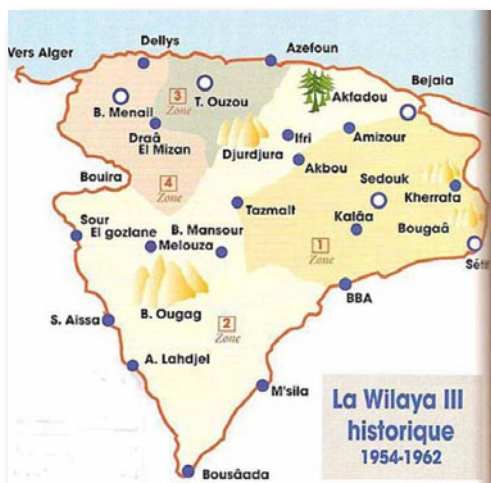 Dellys
Azefoun
Vers Alger
Bejaia
3
Zone
T. Ouzou
Akfadou
B. Menail
Draâ
El Mizan
Djurdjura
Ifri
Amizour
Akbou
Bouira
4
Zone
Sedouk
Kherrata
Tazmalt
Sour
El gozlane
B. Mansour
Melouza
Kalâa
Bougaâ
1
Zone
Sétif
BBA
B. Ougag
2
Zone
S. Aissa
A. Lahdjel
M'sila
La Wilaya III
historique
1954-1962
Bousâada